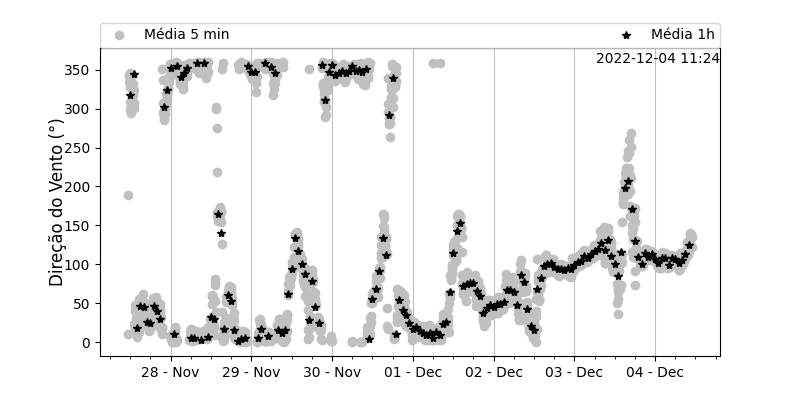 Média 5 min
Média 1h
2022-12-04 11:24
Direção do Vento (°)
350
300
250
200
150
100
50
0
28 - Nov
29 - Nov
30 - Nov
01 - Dec
02 - Dec
03 - Dec
04 - Dec